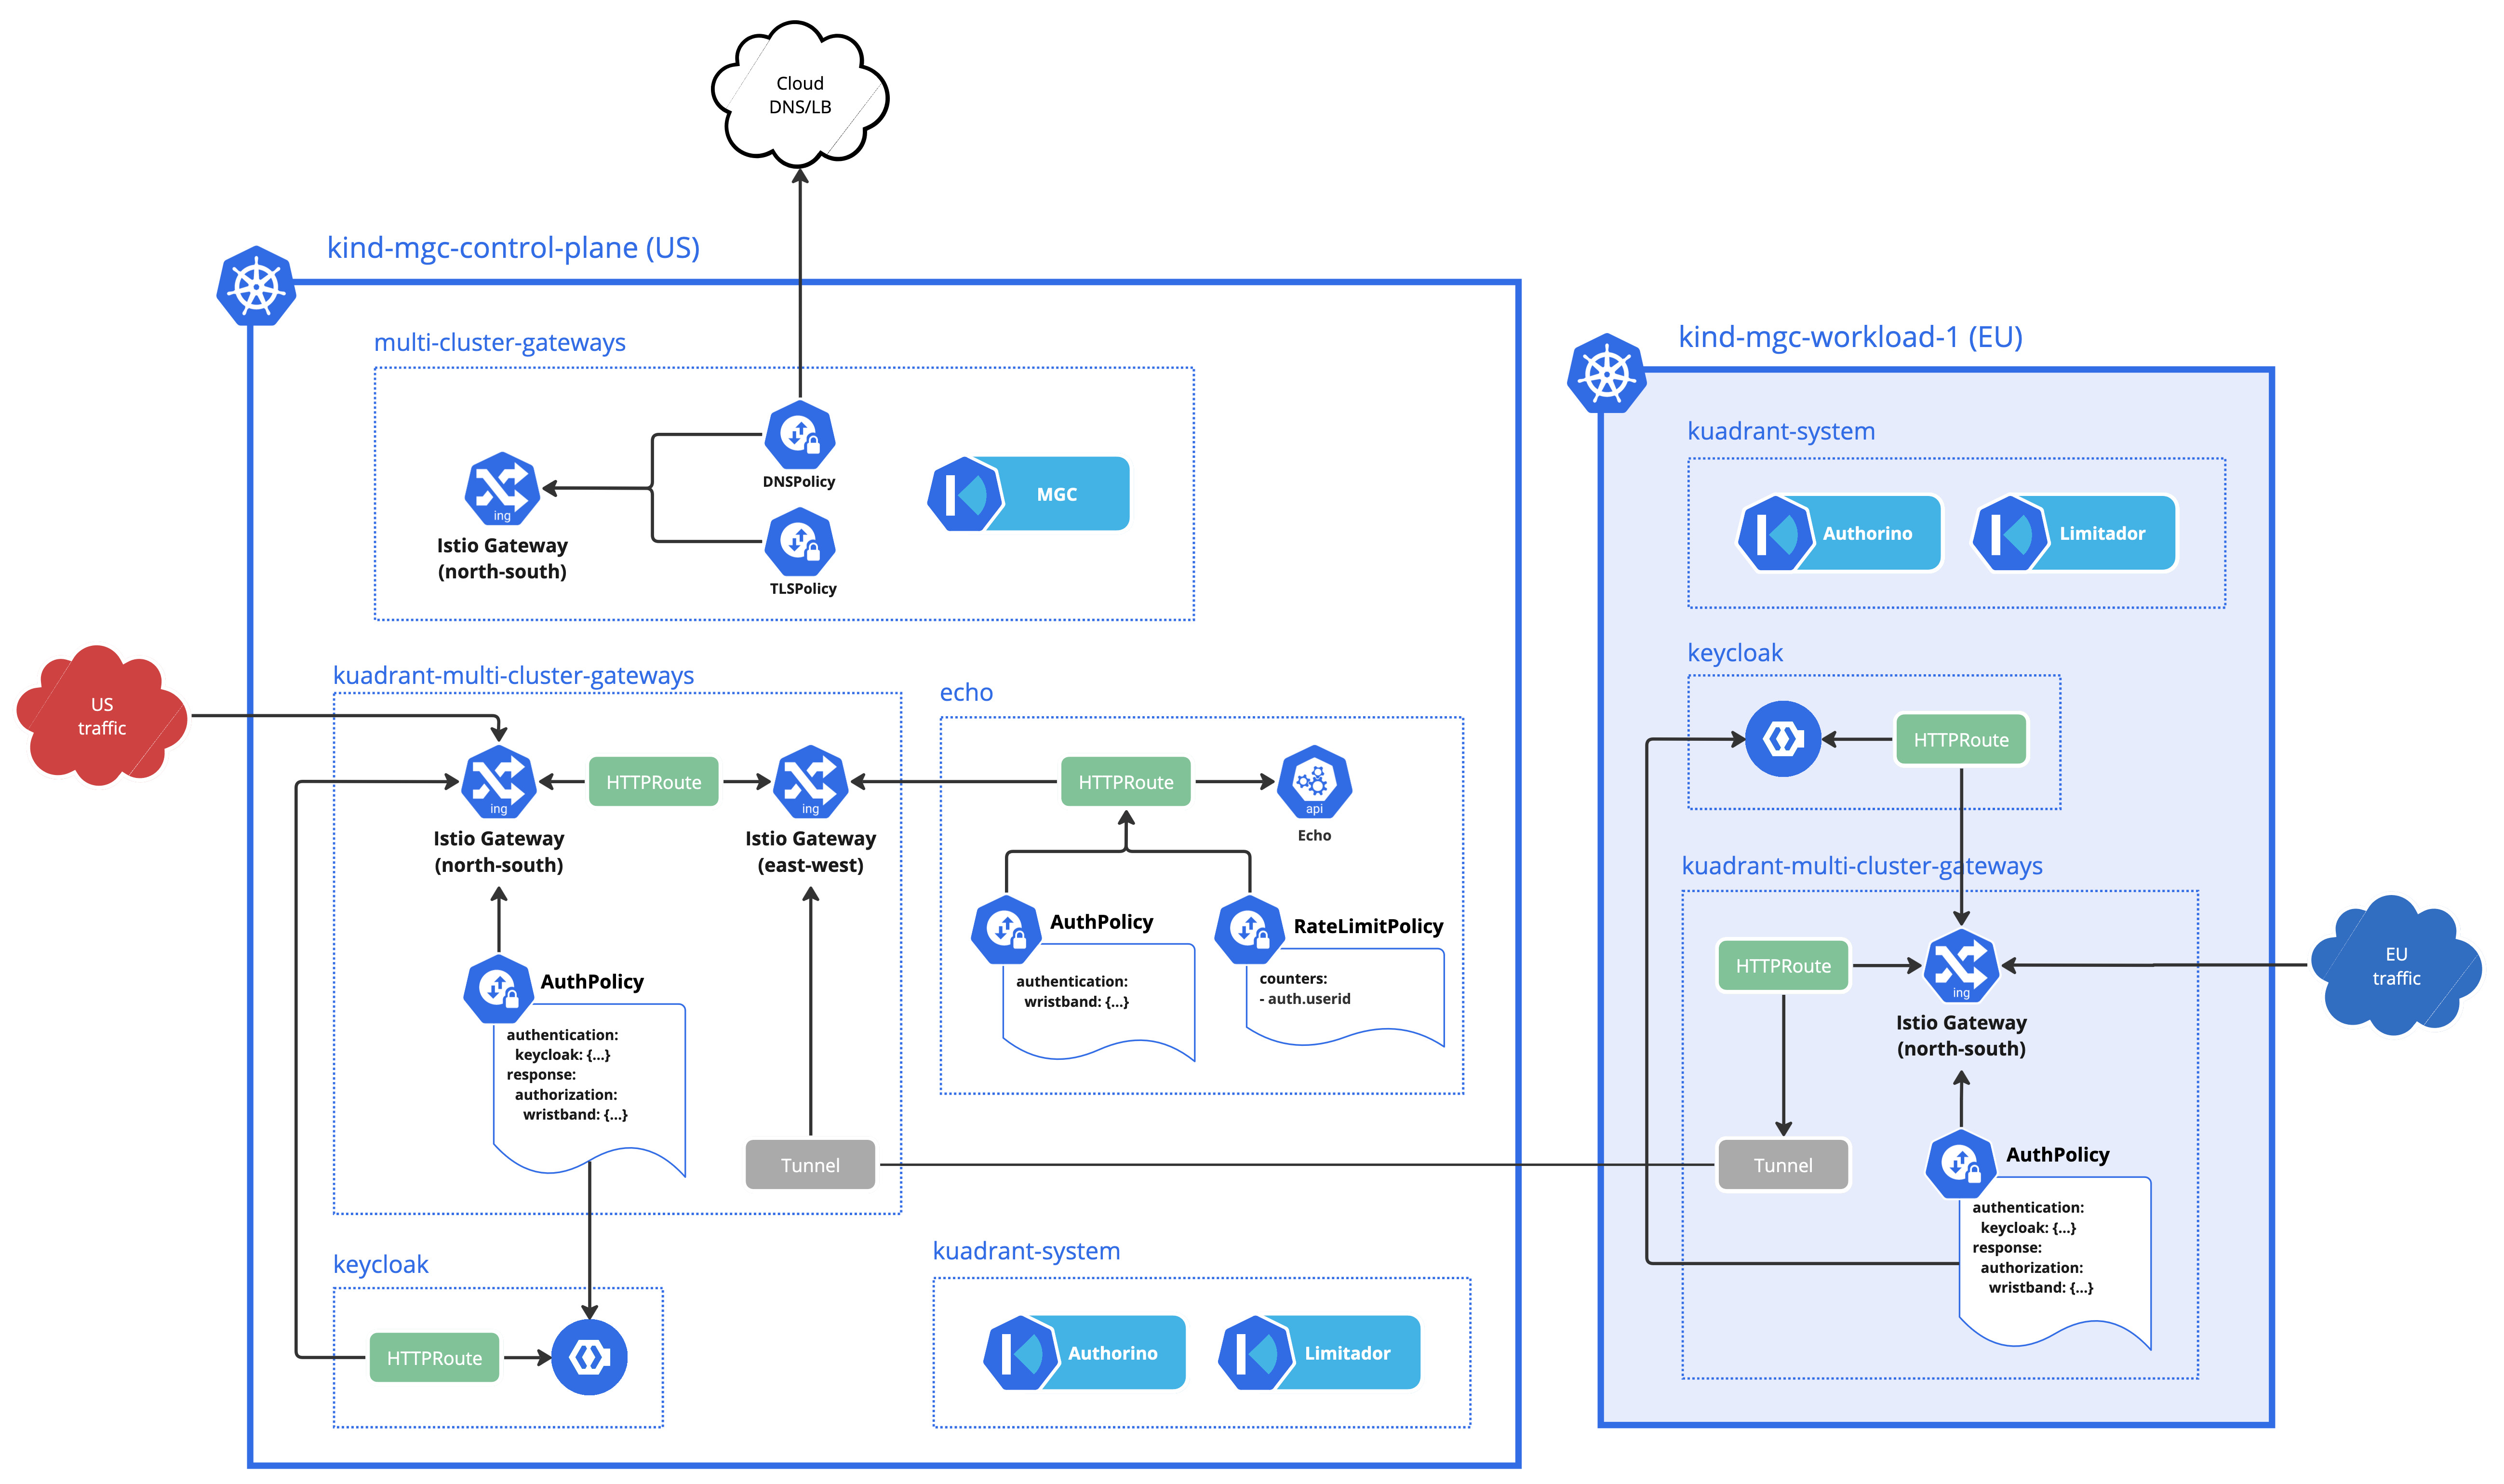 Cloud
DNS/LB
kind-mgc-control-plane (US)
multi-cluster-gateways
ing
Istio Gateway
(north-south)
DNSPolicy
TLSPolicy
MGC
US
traffic
kuadrant-multi-cluster-gateways
ing
Istio Gateway
(north-south)
HTTPRoute
ing
Istio Gateway
(east-west)
AuthPolicy
authentication:
keycloak: {...}
response:
authorization:
wristband: {...}
Tunnel
echo
HTTPRoute
api
Echo
AuthPolicy
authentication:
wristband: {...}
RateLimitPolicy
counters:
- auth.userid
keycloak
HTTPRoute
kuadrant-system
Authorino
Limitador
kind-mgc-workload-1 (EU)
kuadrant-system
Authorino
Limitador
keycloak
HTTPRoute
kuadrant-multi-cluster-gateways
HTTPRoute
ing
Istio Gateway
(north-south)
Tunnel
AuthPolicy
authentication:
keycloak: {...}
response:
authorization:
wristband: {...}
EU
traffic